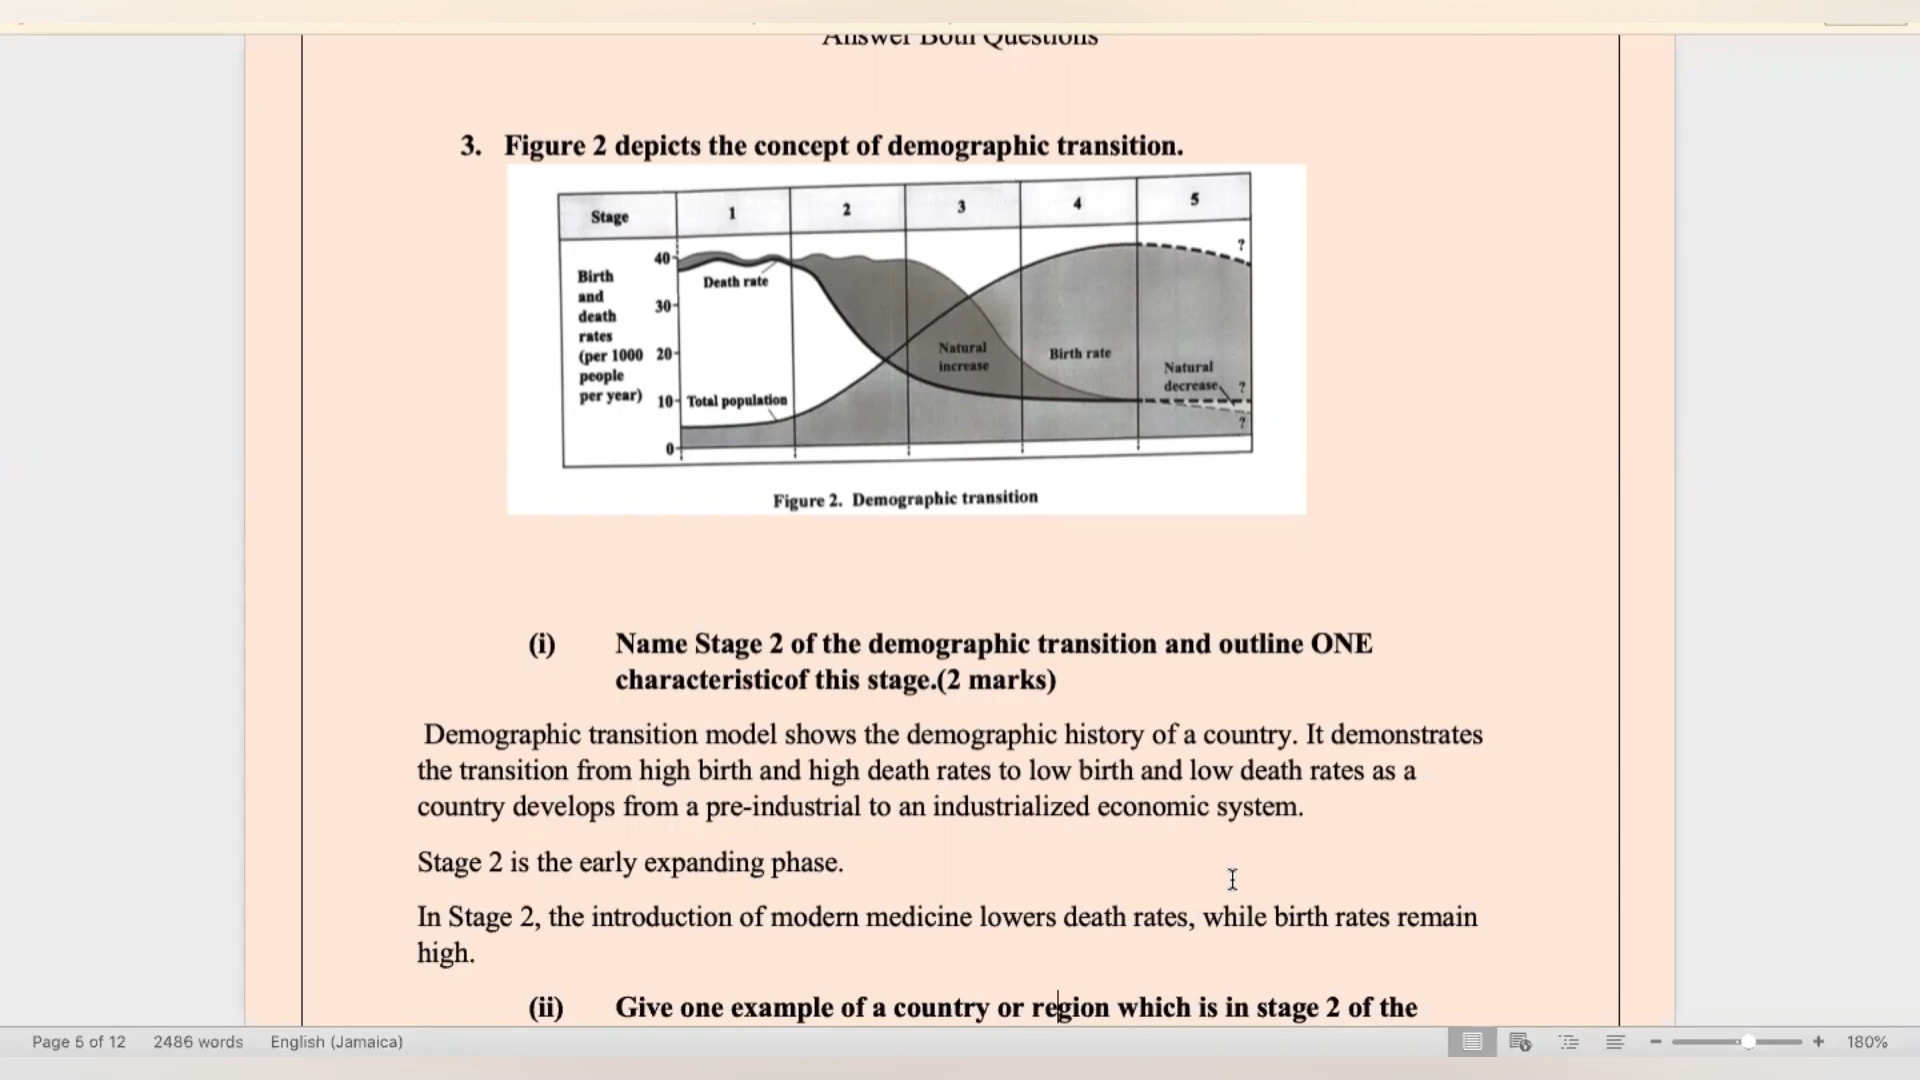 Answer Both Questions
3. Figure 2 depicts the concept of demographic transition.
Stage 1 2 3 4 5
Birth
and
death
rates
(per 1000
people
per year)
40
30
20
10
0
Death rate
Total population
Natural
increase
Birth rate
Natural
decrease
?
?
?
Figure 2. Demographic transition
(i) Name Stage 2 of the demographic transition and outline ONE
characteristicof this stage.(2 marks)
Demographic transition model shows the demographic history of a country. It demonstrates
the transition from high birth and high death rates to low birth and low death rates as a
country develops from a pre-industrial to an industrialized economic system.
Stage 2 is the early expanding phase.
In Stage 2, the introduction of modern medicine lowers death rates, while birth rates remain
high.
(ii) Give one example of a country or region which is in stage 2 of the
Page 5 of 12 2486 words English (Jamaica) 180%